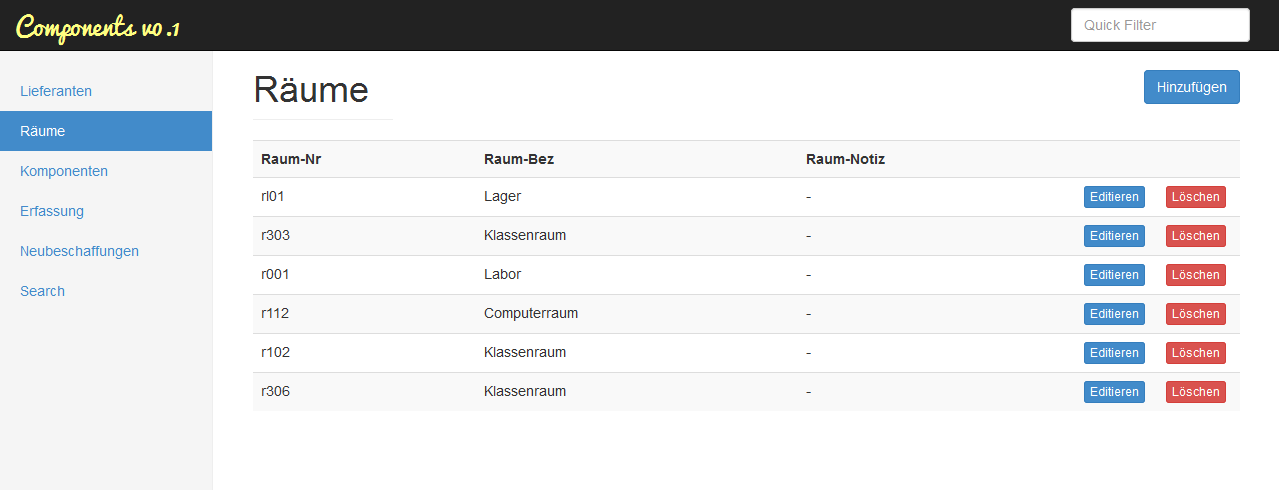 Components v0.1
Quick Filter
Lieferanten
Räume
Komponenten
Erfassung
Neubeschaffungen
Search
Räume
Hinzufügen
Raum-Nr Raum-Bez Raum-Notiz
rl01 Lager - Editieren Löschen
r303 Klassenraum - Editieren Löschen
r001 Labor - Editieren Löschen
r112 Computerraum - Editieren Löschen
r102 Klassenraum - Editieren Löschen
r306 Klassenraum - Editieren Löschen